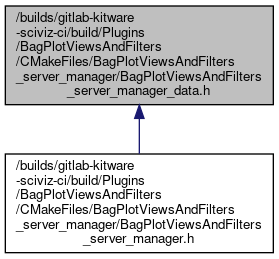 /builds/gitlab-kitware
-sciviz-ci/build/Plugins
/BagPlotViewsAndFilters
/CMakeFiles/BagPlotViewsAndFilters
_server_manager/BagPlotViewsAndFilters
_server_manager_data.h
/builds/gitlab-kitware
-sciviz-ci/build/Plugins
/BagPlotViewsAndFilters
/CMakeFiles/BagPlotViewsAndFilters
_server_manager/BagPlotViewsAndFilters
_server_manager.h